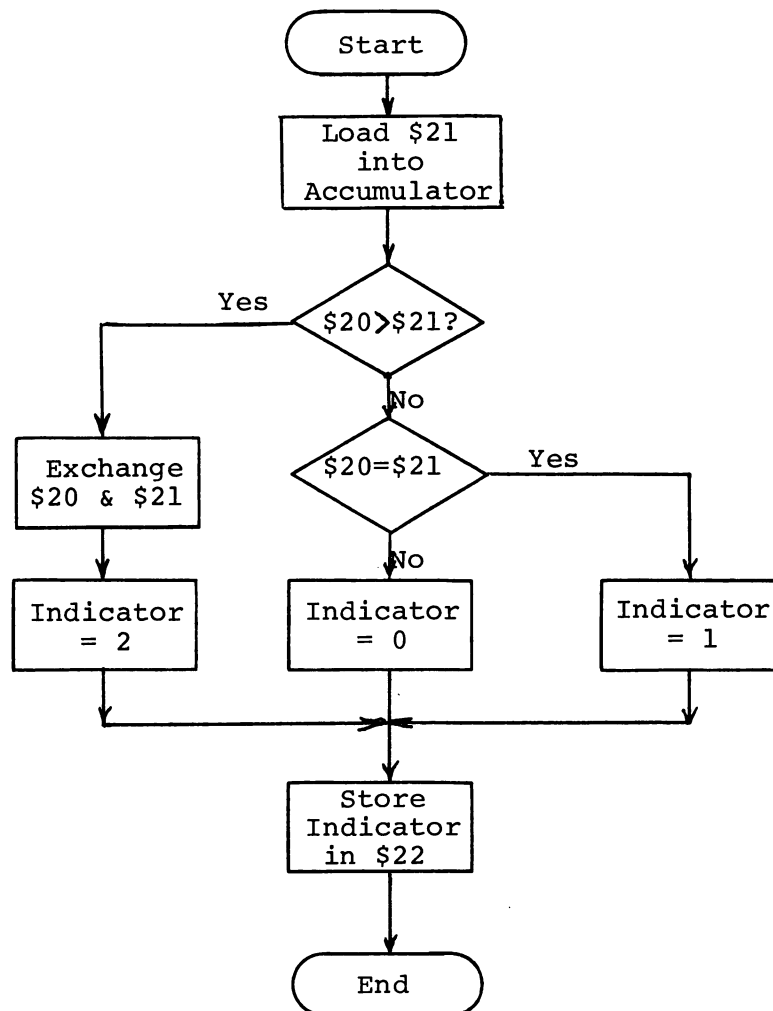 Start
Load $21
into
Accumulator
Yes
$20>$21?
No
Exchange
$20 & $21
$20=$21
Yes
No
Indicator
= 2
Indicator
= 0
Indicator
= 1
Store
Indicator
in $22
End